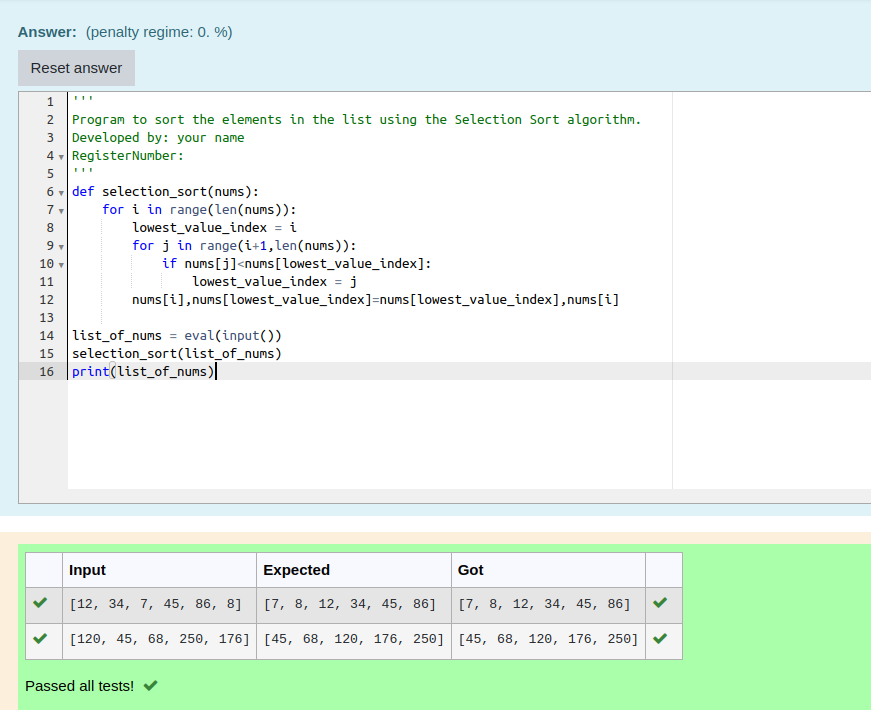 Answer: (penalty regime: 0. %)
Reset answer
1 '''
2 Program to sort the elements in the list using the Selection Sort algorithm.
3 Developed by: your name
4 RegisterNumber:
5 '''
6 def selection_sort(nums):
7     for i in range(len(nums)):
8         lowest_value_index = i
9         for j in range(i+1,len(nums)):
10             if nums[j]<nums[lowest_value_index]:
11                 lowest_value_index = j
12         nums[i],nums[lowest_value_index]=nums[lowest_value_index],nums[i]
13
14 list_of_nums = eval(input())
15 selection_sort(list_of_nums)
16 print(list_of_nums)
Input Expected Got
[12, 34, 7, 45, 86, 8] [7, 8, 12, 34, 45, 86] [7, 8, 12, 34, 45, 86]
[120, 45, 68, 250, 176] [45, 68, 120, 176, 250] [45, 68, 120, 176, 250]
Passed all tests!